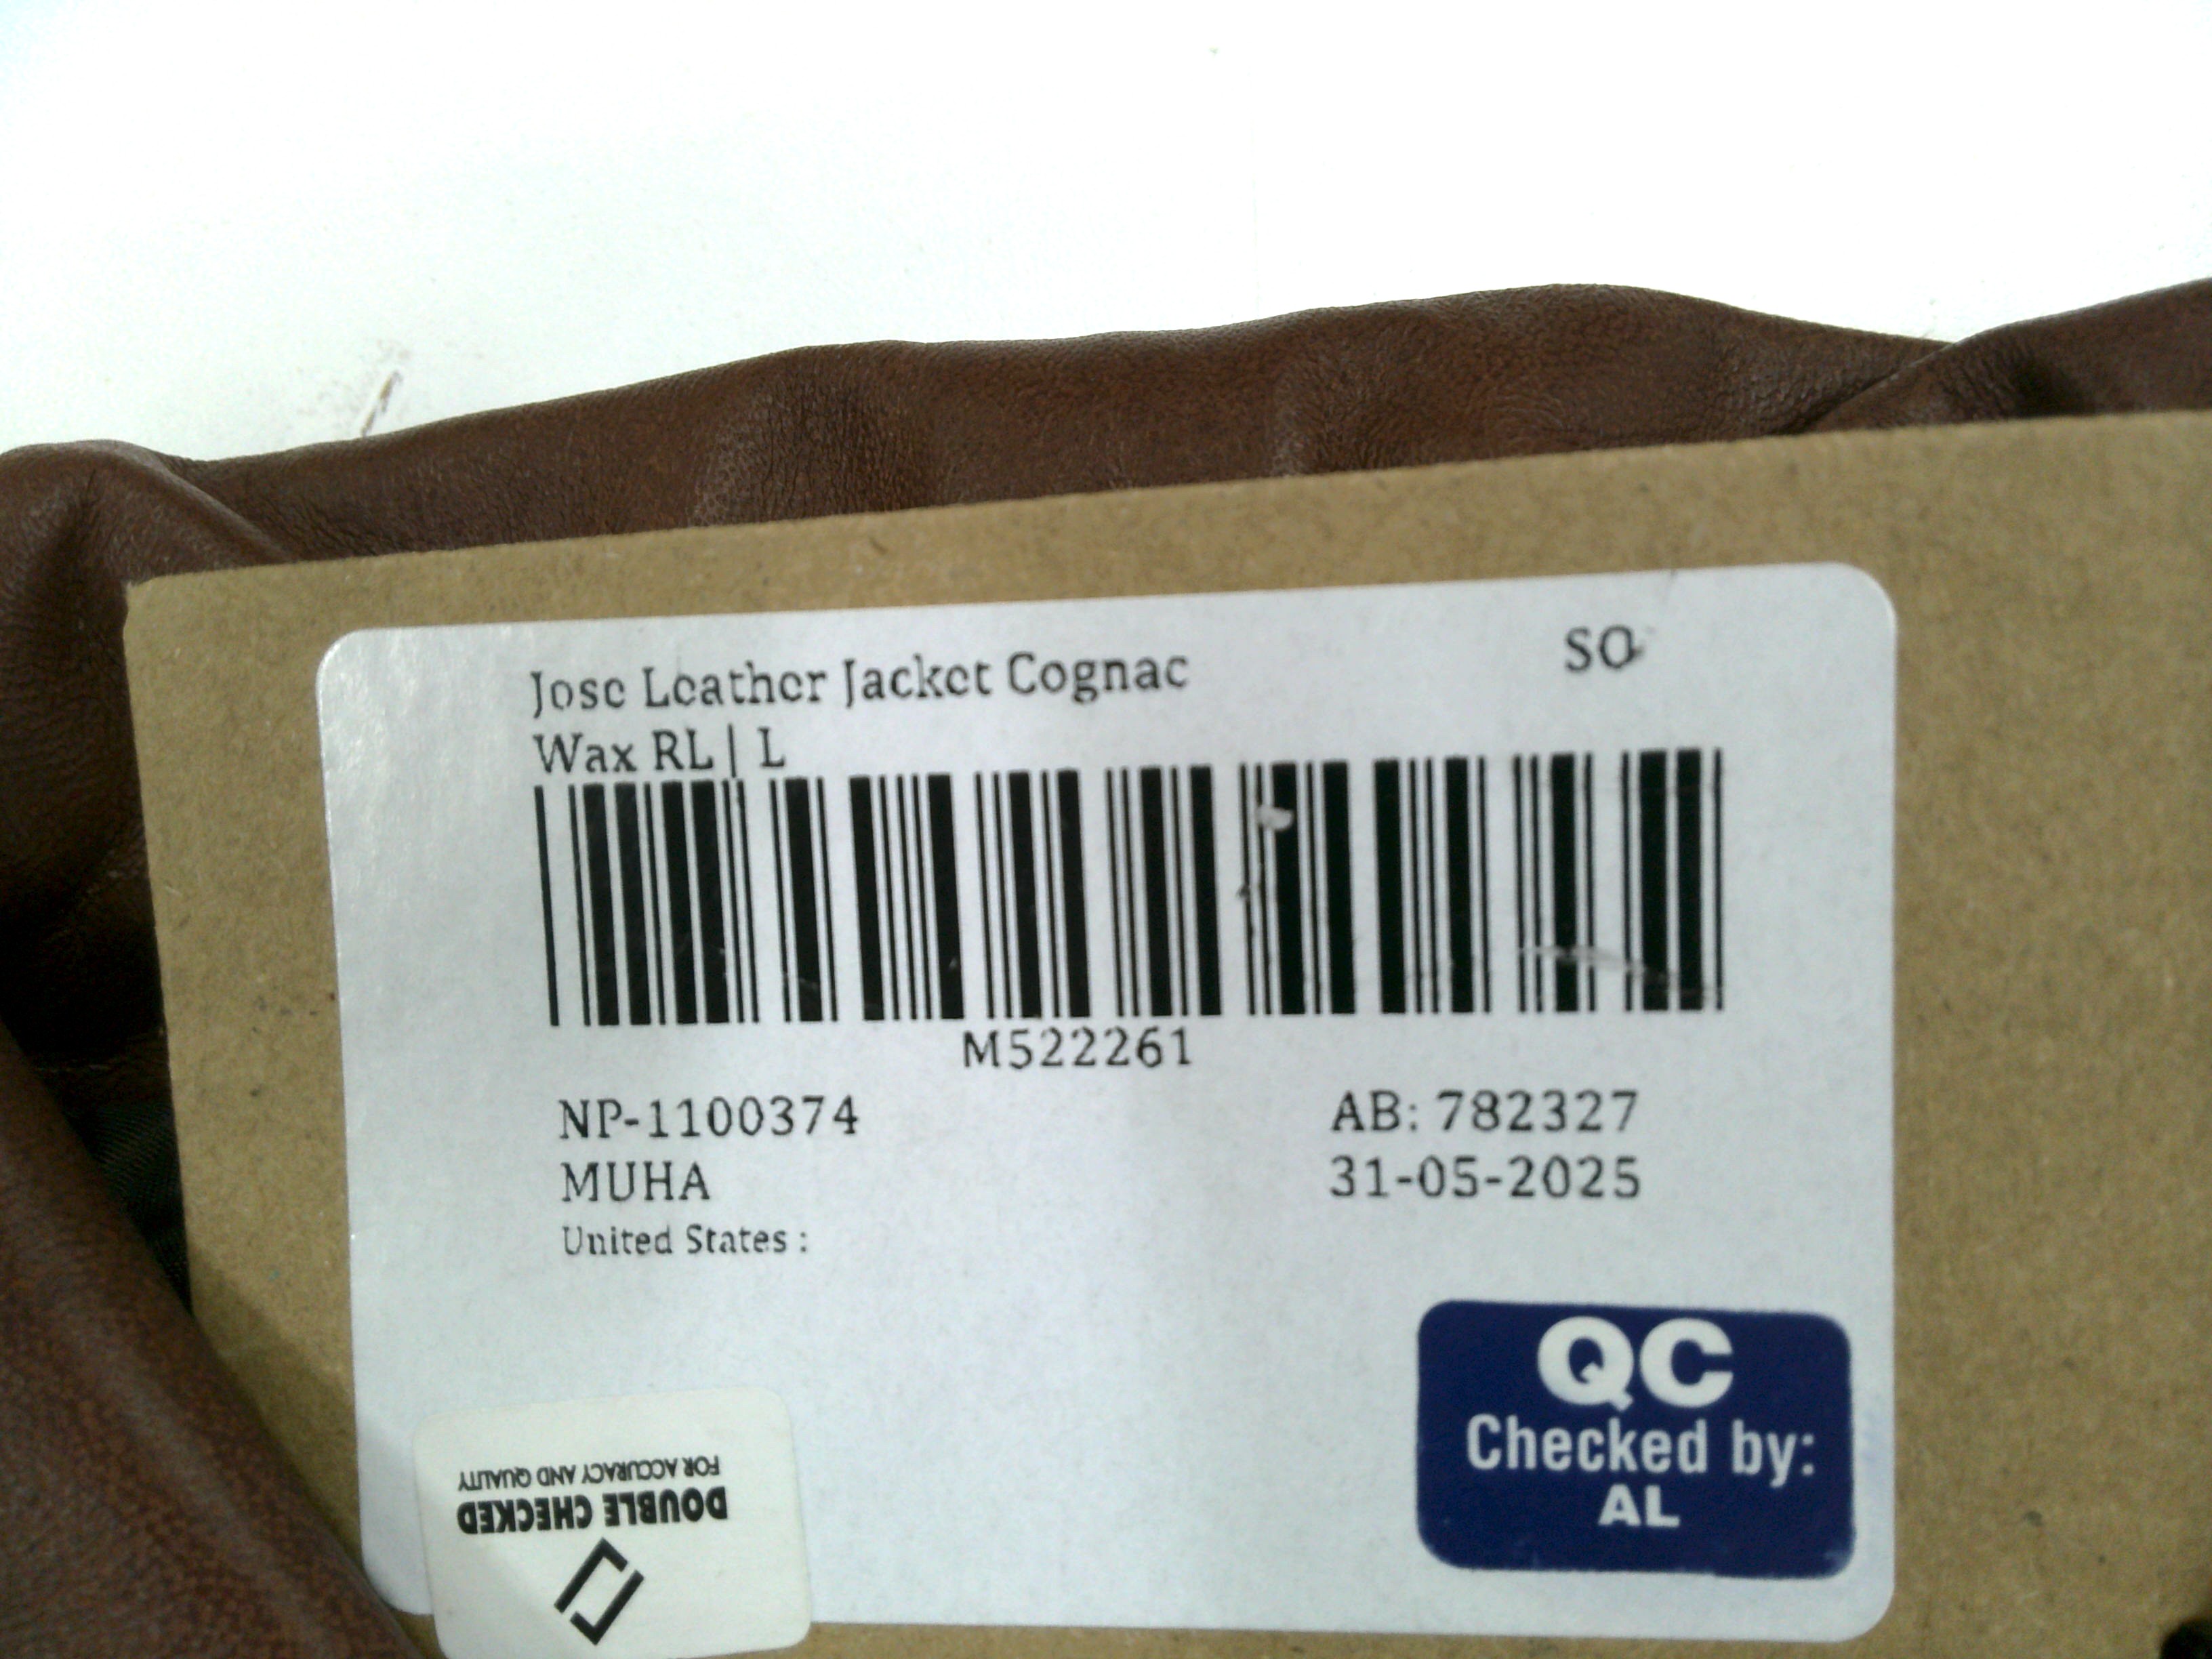 Jose Leather Jacket Cognac
Wax RL | L
SO
M522261
NP-1100374
AB: 782327
MUHA
31-05-2025
United States :
QC
Checked by:
AL
DOUBLE CHECKED
FOR ACCURACY AND QUALITY